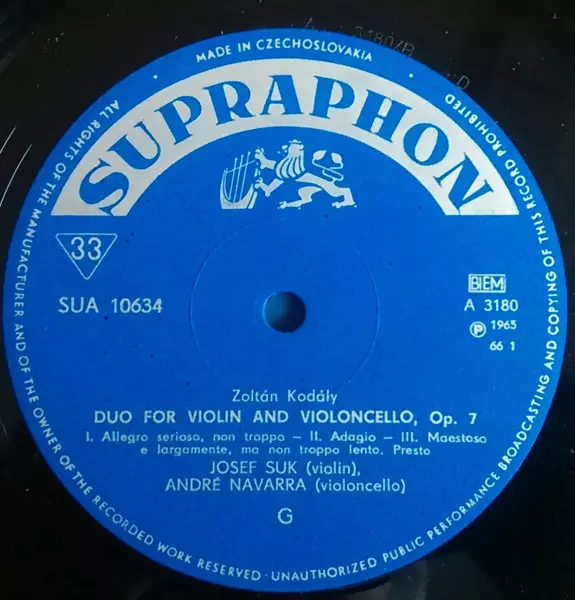 MADE IN CZECHOSLOVAKIA
SUPRAPHON
33
SUA 10634
BIEM
A 3180
Ⓟ 1965
66 1
Zoltán Kodály
DUO FOR VIOLIN AND VIOLONCELLO, Op. 7
I. Allegro serioso, non troppo – II. Adagio – III. Maestoso
e largamente, ma non troppo lento. Presto
JOSEF SUK (violin),
ANDRÉ NAVARRA (violoncello)
G
ALL RIGHTS OF THE MANUFACTURER AND OF THE OWNER OF THE RECORDED WORK RESERVED · UNAUTHORIZED PUBLIC PERFORMANCE BROADCASTING AND COPYING OF THIS RECORD PROHIBITED